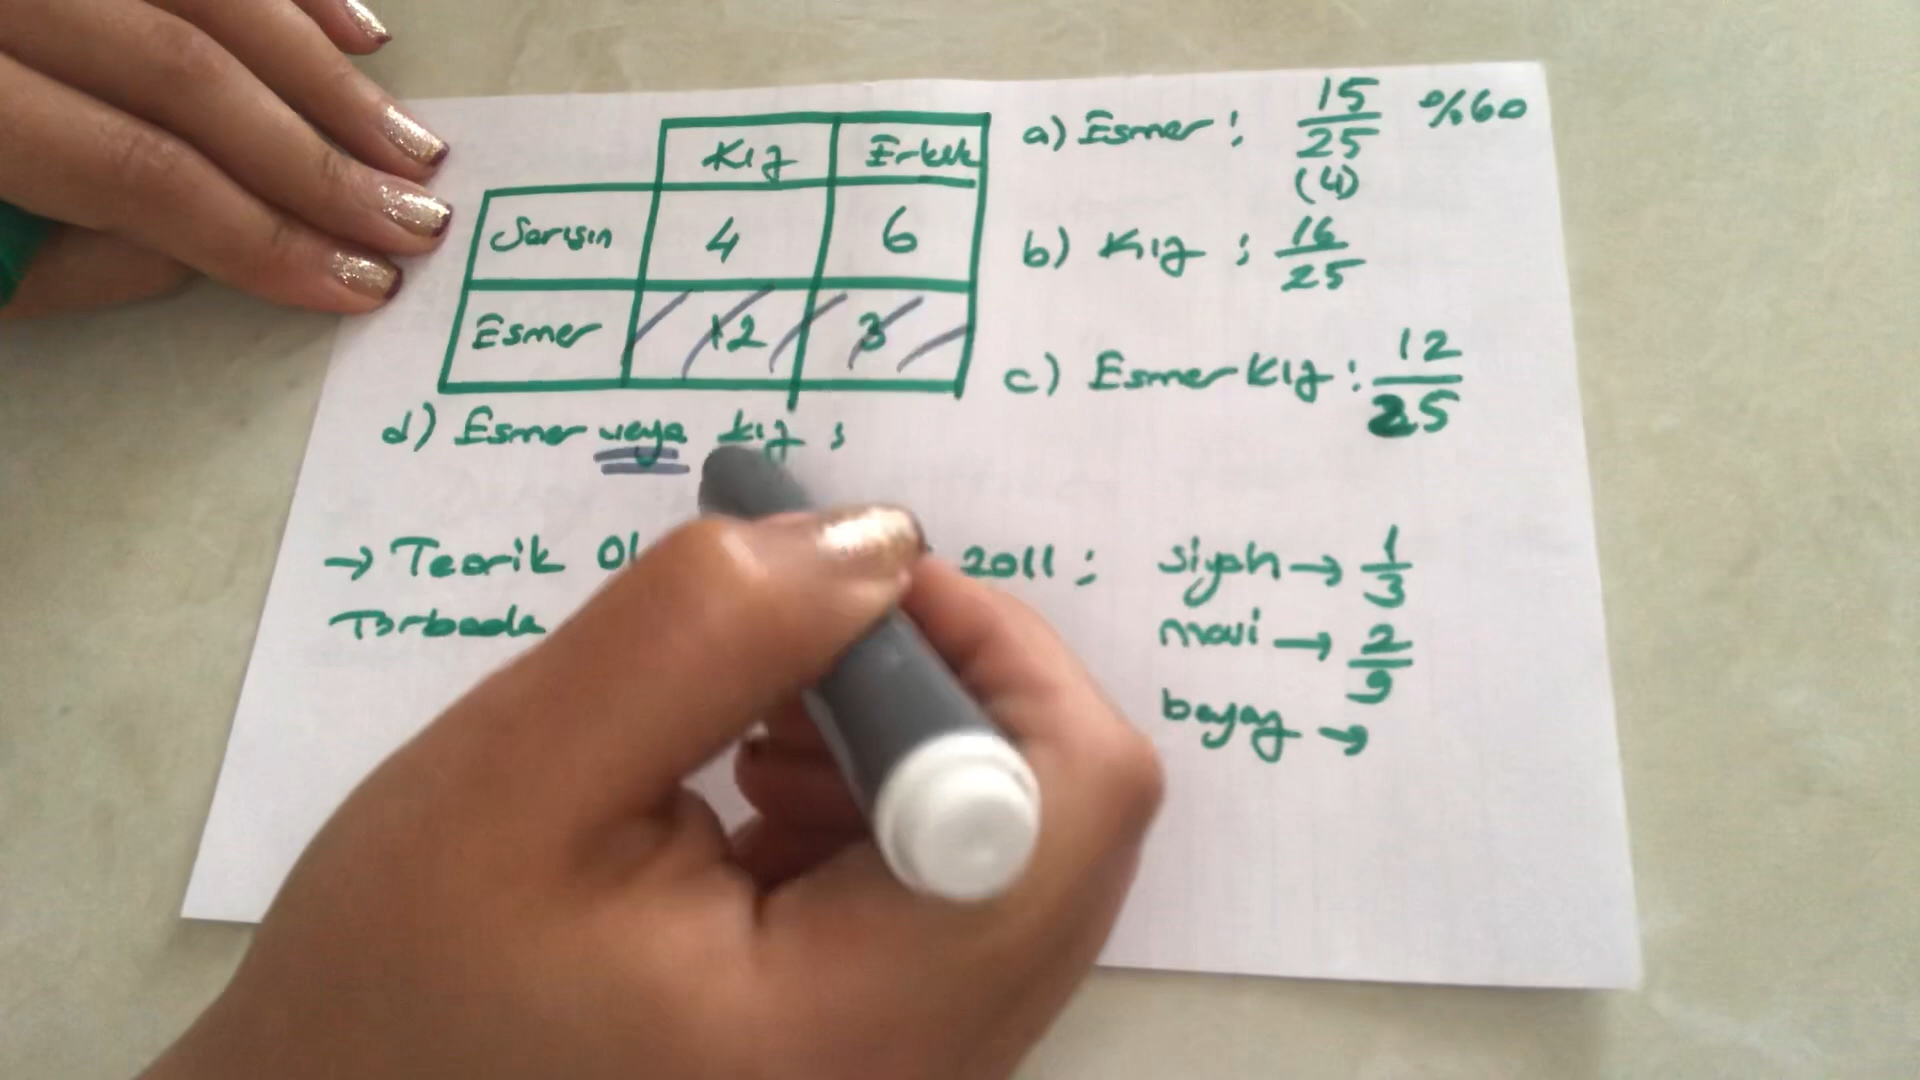 Kız Erkek
Sarışın 4 6
Esmer 12 3
a) Esmer : 15/25 %60
(4)
b) Kız : 16/25
c) Esmer Kız : 12/25
d) Esmer veya kız :
→ Teorik 2011 :
Torbada
siyah → 1/3
mavi → 2/9
beyaz →